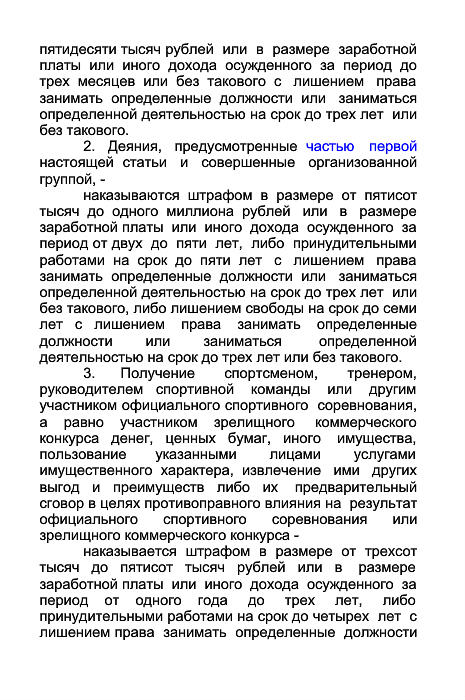 пятидесяти тысяч рублей или в размере заработной
платы или иного дохода осужденного за период до
трех месяцев или без такового с лишением права
занимать определенные должности или заниматься
определенной деятельностью на срок до трех лет или
без такового.
2. Деяния, предусмотренные частью первой
настоящей статьи и совершенные организованной
группой, -
наказываются штрафом в размере от пятисот
тысяч до одного миллиона рублей или в размере
заработной платы или иного дохода осужденного за
период от двух до пяти лет, либо принудительными
работами на срок до пяти лет с лишением права
занимать определенные должности или заниматься
определенной деятельностью на срок до трех лет или
без такового, либо лишением свободы на срок до семи
лет с лишением права занимать определенные
должности или заниматься определенной
деятельностью на срок до трех лет или без такового.
3. Получение спортсменом, тренером,
руководителем спортивной команды или другим
участником официального спортивного соревнования,
а равно участником зрелищного коммерческого
конкурса денег, ценных бумаг, иного имущества,
пользование указанными лицами услугами
имущественного характера, извлечение ими других
выгод и преимуществ либо их предварительный
сговор в целях противоправного влияния на результат
официального спортивного соревнования или
зрелищного коммерческого конкурса -
наказывается штрафом в размере от трехсот
тысяч до пятисот тысяч рублей или в размере
заработной платы или иного дохода осужденного за
период от одного года до трех лет, либо
принудительными работами на срок до четырех лет с
лишением права занимать определенные должности